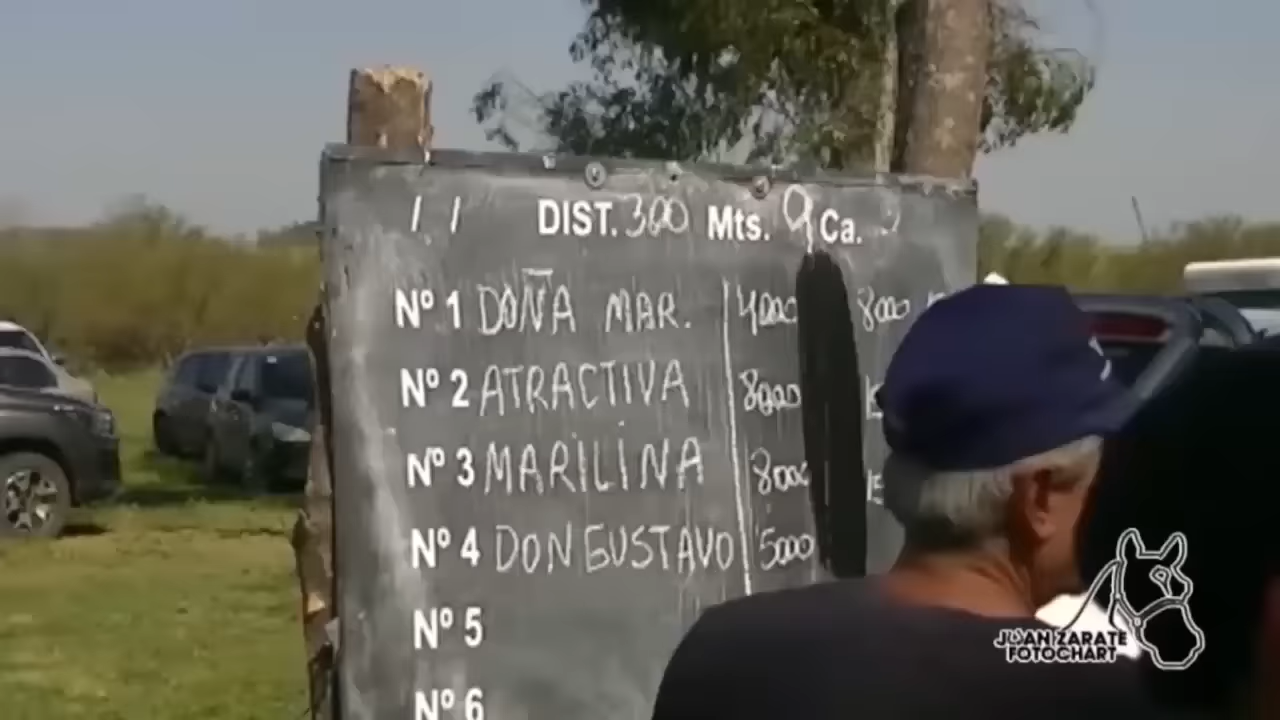 / / DIST. 300 Mts. 9 Ca.
Nº 1 DOÑA MAR. 4000 8000
Nº 2 ATRACTIVA 8000
Nº 3 MARILINA 8000
Nº 4 DON GUSTAVO 5000
Nº 5
Nº 6
JUAN ZARATE
FOTOCHART